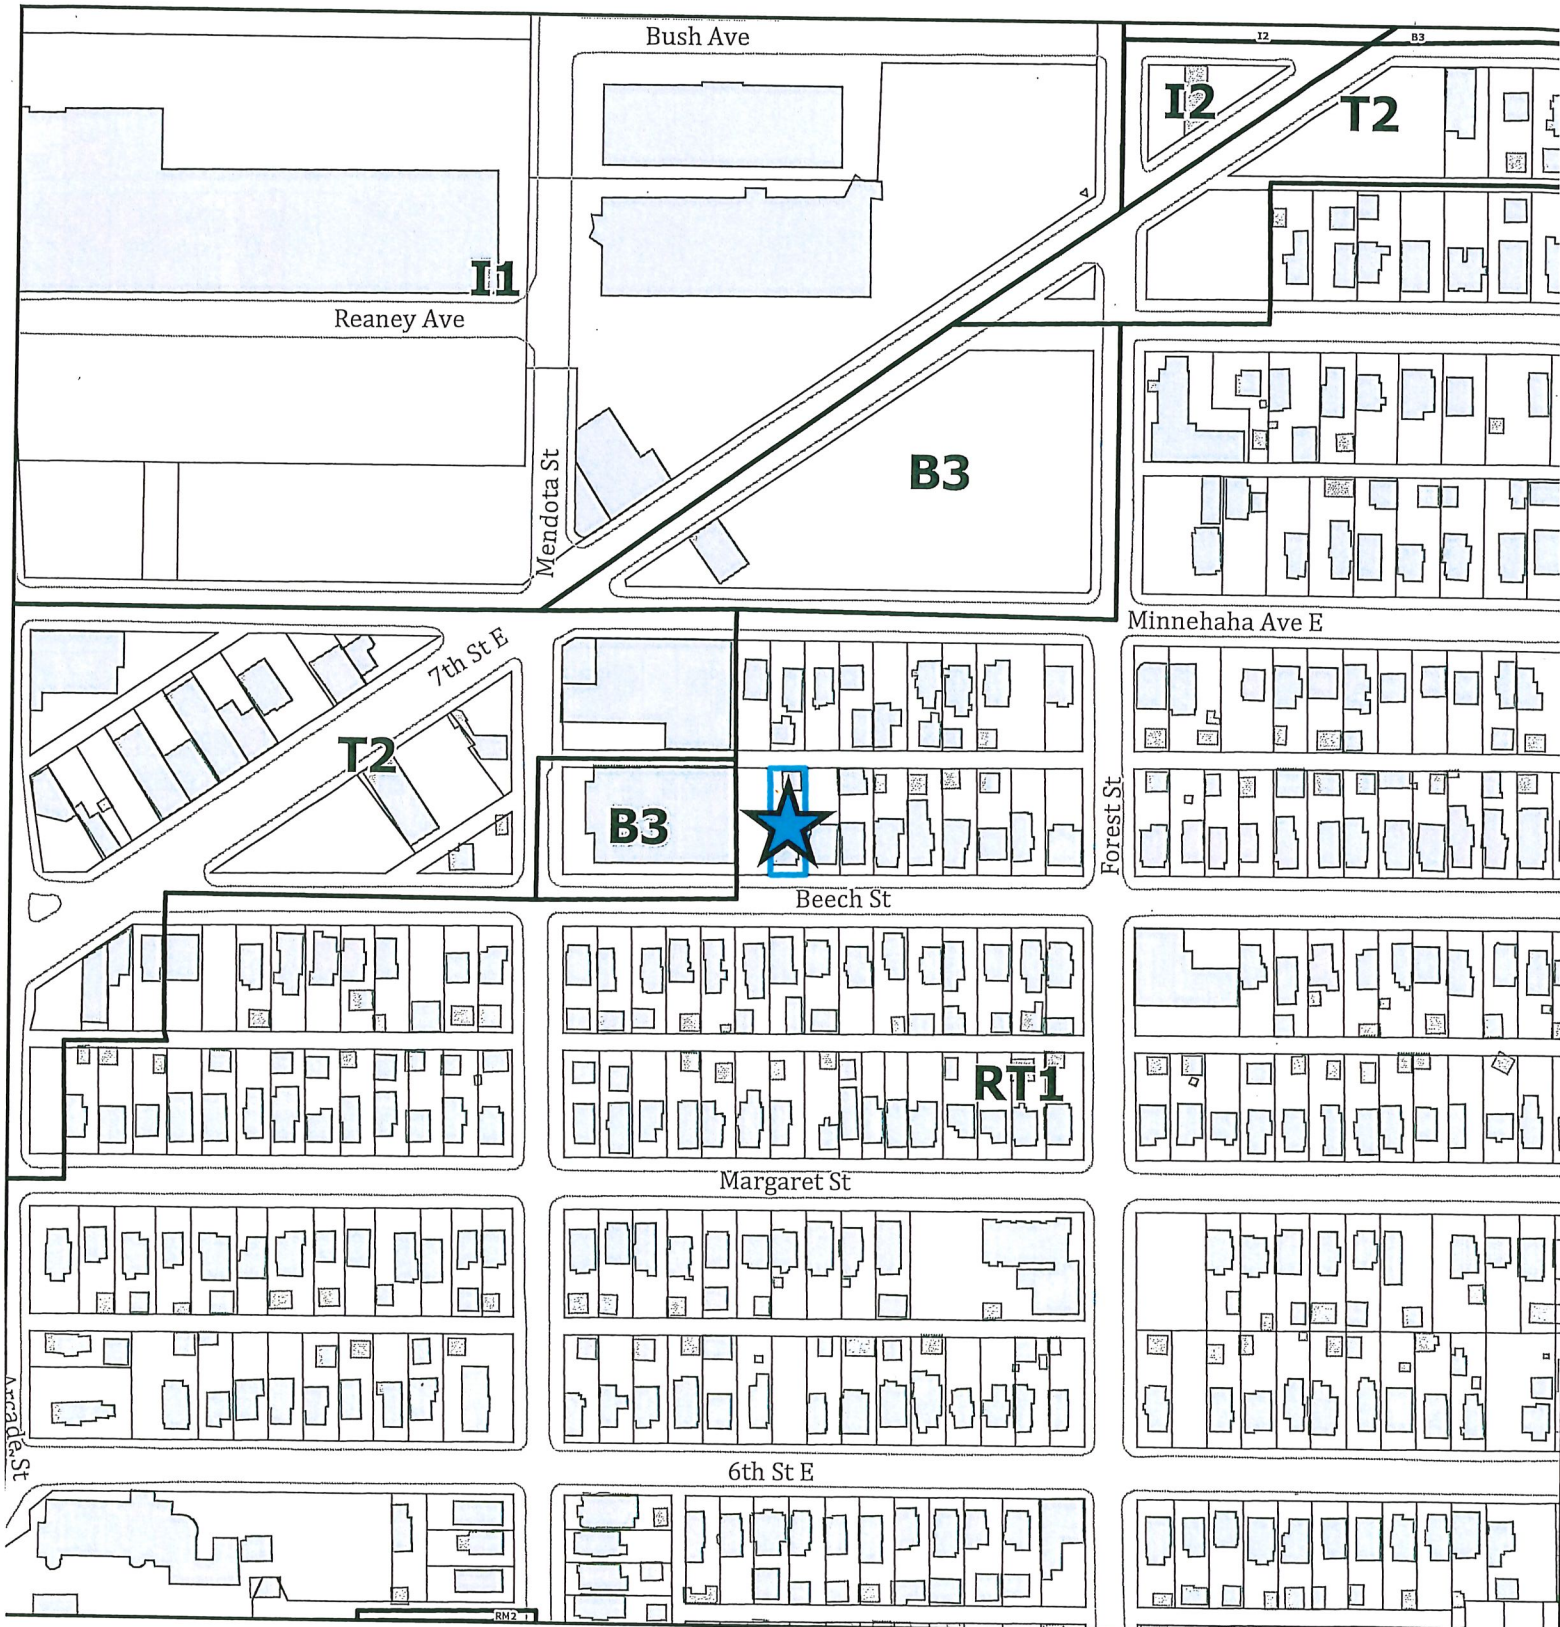 Bush Ave
I2
B3
I2
T2
I1
Reaney Ave
B3
Mendota St
Minnehaha Ave E
7th St E
T2
B3
Forest St
Beech St
RT1
Margaret St
Arcade St
6th St E
RM2